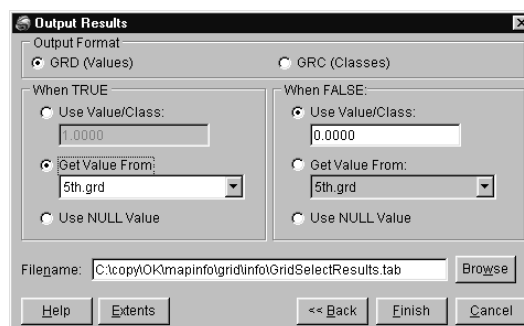 Output Results
Output Format
GRD (Values)
GRC (Classes)
When TRUE
Use Value/Class:
1.0000
Get Value From
5th.grd
Use NULL Value
When FALSE:
Use Value/Class:
0.0000
Get Value From:
5th.grd
Use NULL Value
Filename: C:\copy\OK\mapinfo\grid\info\GridSelectResults.tab Browse
Help Extents << Back Finish Cancel